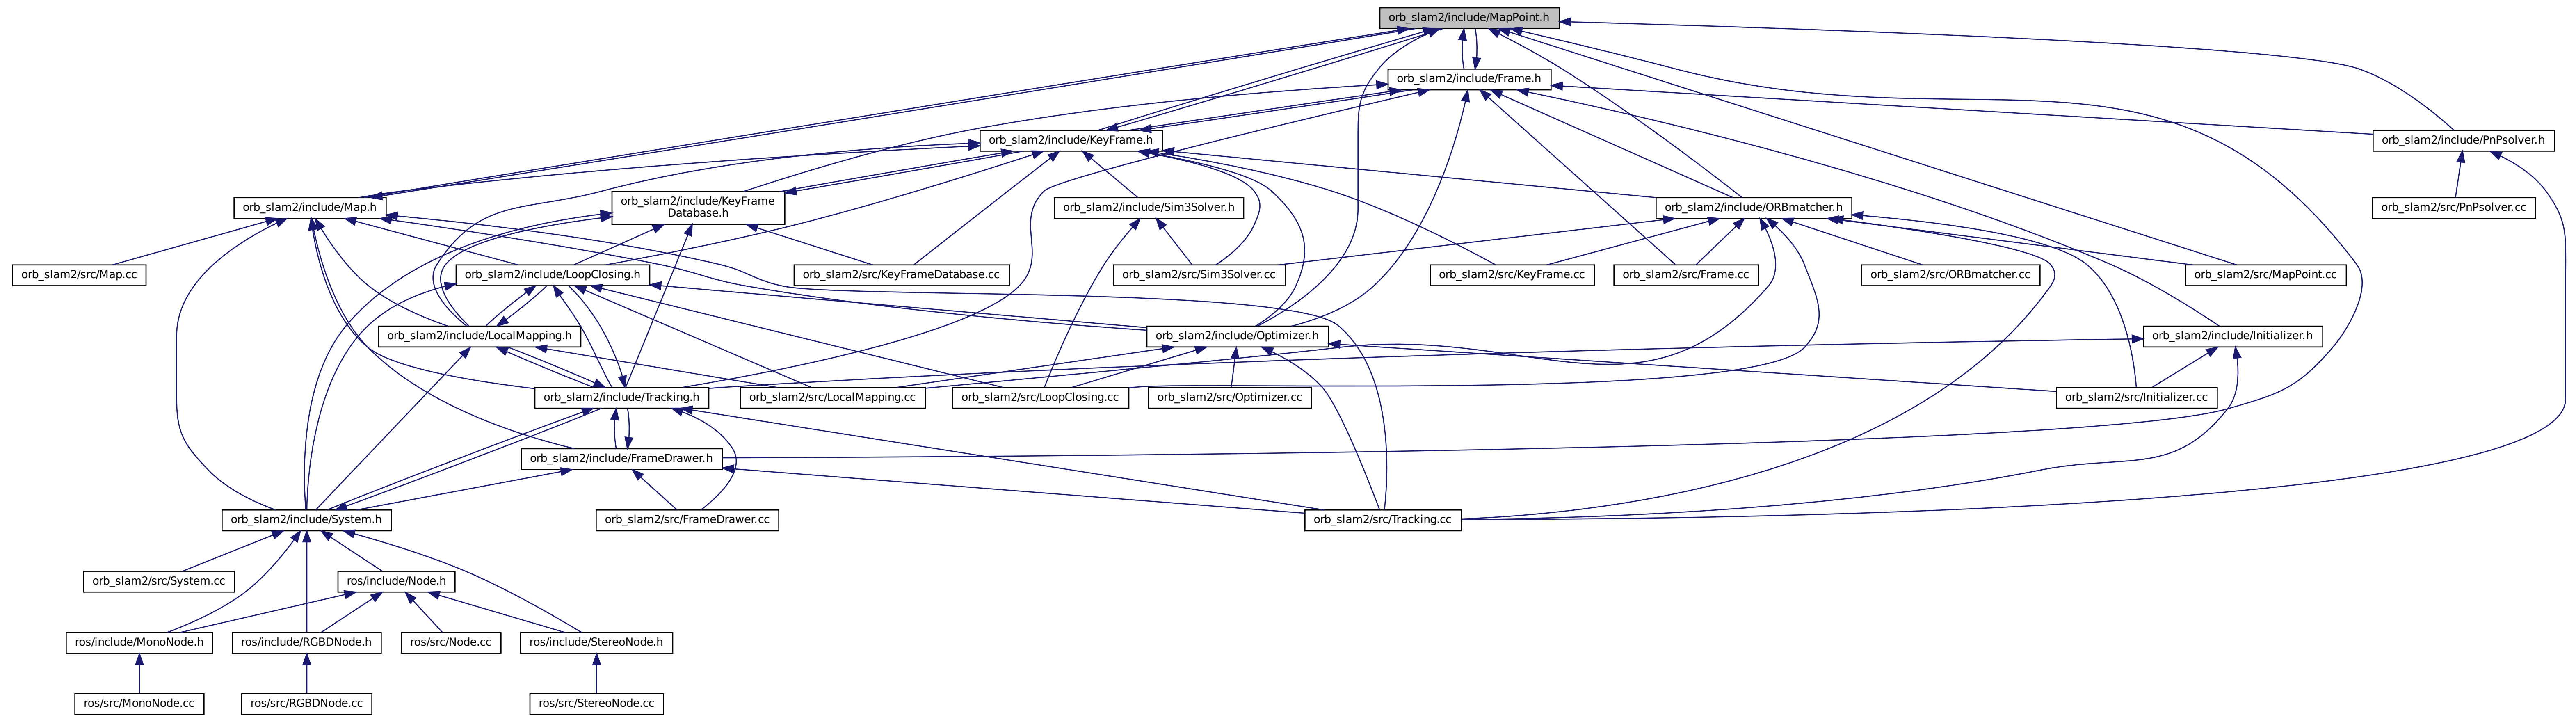 orb_slam2/include/MapPoint.h
orb_slam2/include/Frame.h
orb_slam2/include/KeyFrame.h
orb_slam2/include/PnPsolver.h
orb_slam2/include/Map.h
orb_slam2/include/KeyFrame
Database.h
orb_slam2/include/Sim3Solver.h
orb_slam2/include/ORBmatcher.h
orb_slam2/src/PnPsolver.cc
orb_slam2/src/Map.cc
orb_slam2/include/LoopClosing.h
orb_slam2/src/KeyFrameDatabase.cc
orb_slam2/src/Sim3Solver.cc
orb_slam2/src/KeyFrame.cc
orb_slam2/src/Frame.cc
orb_slam2/src/ORBmatcher.cc
orb_slam2/src/MapPoint.cc
orb_slam2/include/LocalMapping.h
orb_slam2/include/Optimizer.h
orb_slam2/include/Initializer.h
orb_slam2/include/Tracking.h
orb_slam2/src/LocalMapping.cc
orb_slam2/src/LoopClosing.cc
orb_slam2/src/Optimizer.cc
orb_slam2/src/Initializer.cc
orb_slam2/include/FrameDrawer.h
orb_slam2/include/System.h
orb_slam2/src/FrameDrawer.cc
orb_slam2/src/Tracking.cc
orb_slam2/src/System.cc
ros/include/Node.h
ros/include/MonoNode.h
ros/include/RGBDNode.h
ros/src/Node.cc
ros/include/StereoNode.h
ros/src/MonoNode.cc
ros/src/RGBDNode.cc
ros/src/StereoNode.cc